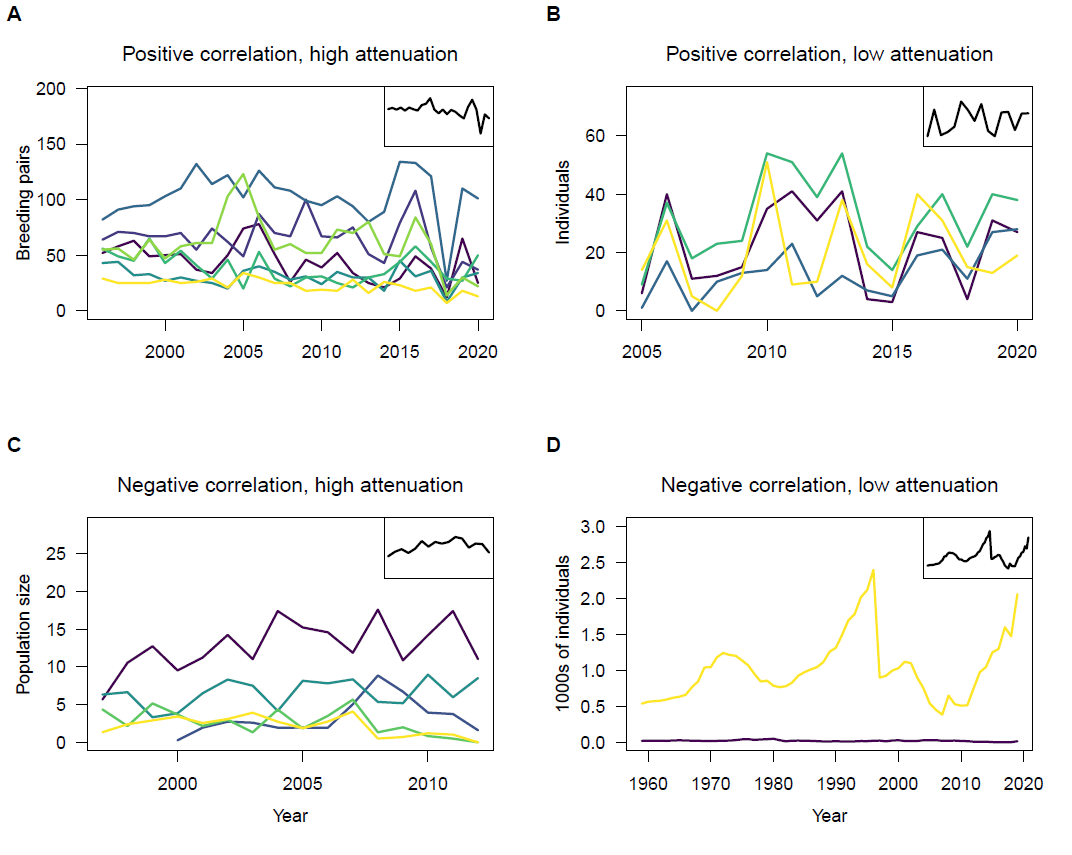 A
Positive correlation, high attenuation
Breeding pairs
200
150
100
50
0
2000 2005 2010 2015 2020
B
Positive correlation, low attenuation
Individuals
60
40
20
0
2005 2010 2015 2020
C
Negative correlation, high attenuation
Population size
25
20
15
10
5
0
2000 2005 2010
Year
D
Negative correlation, low attenuation
1000s of individuals
3.0
2.5
2.0
1.5
1.0
0.5
0.0
1960 1970 1980 1990 2000 2010 2020
Year